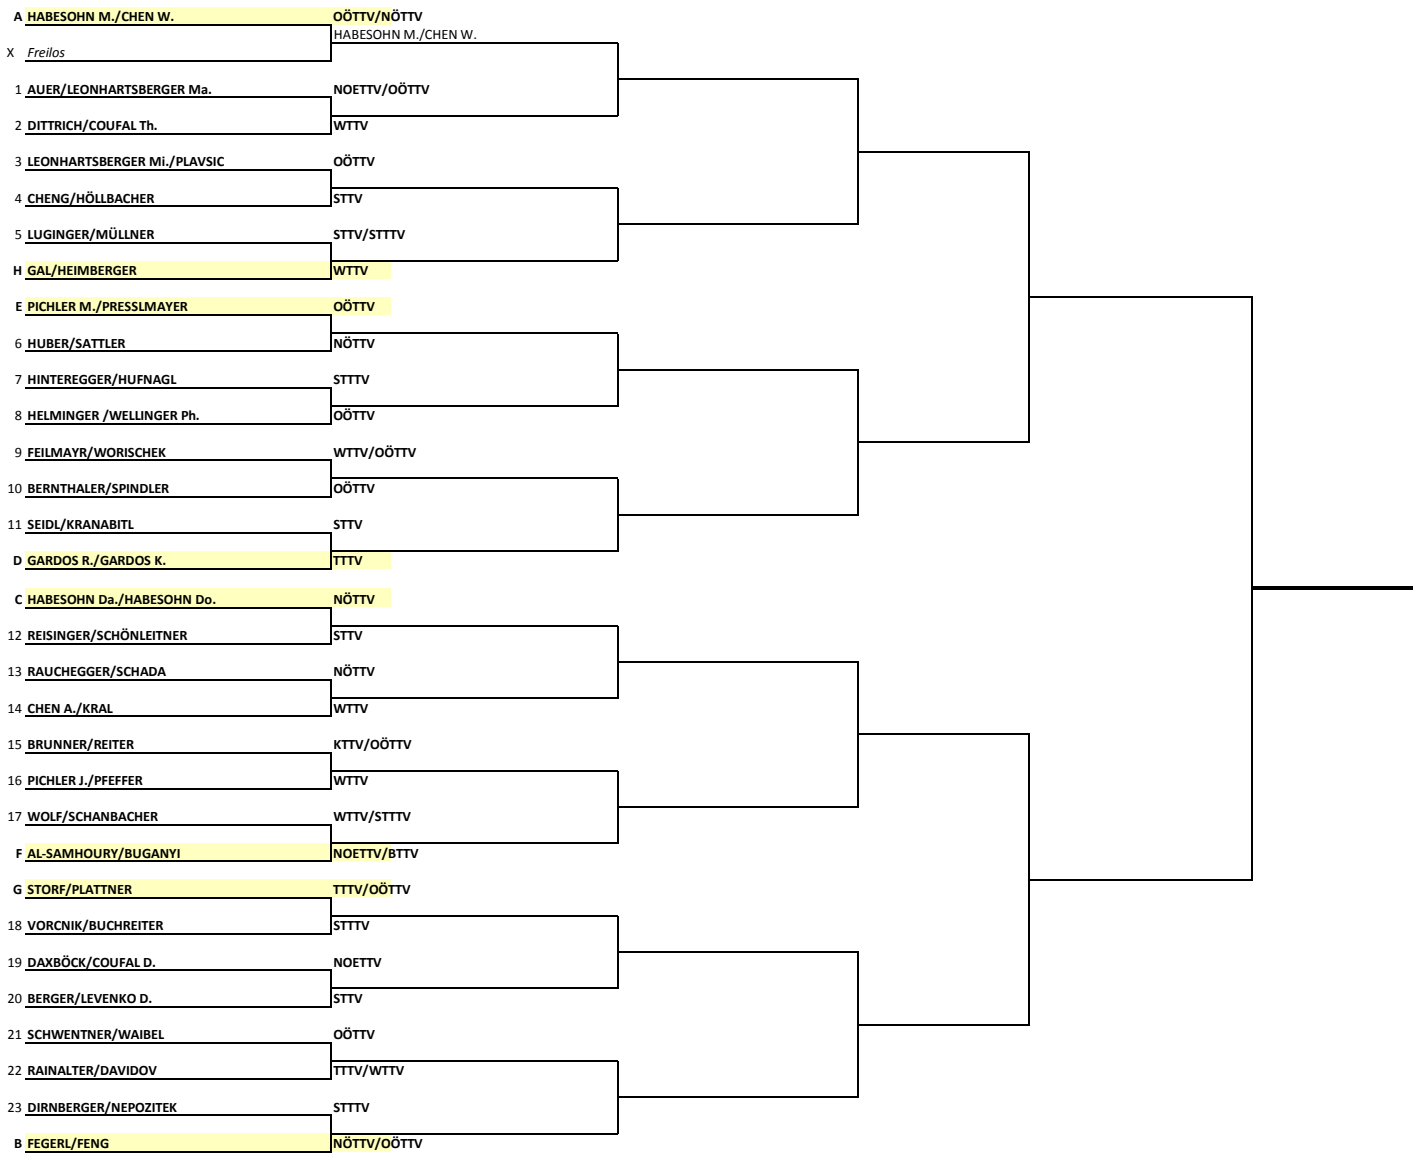 A HABESOHN M./CHEN W. OÖTTV/NÖTTV
HABESOHN M./CHEN W.
X Freilos
1 AUER/LEONHARTSBERGER Ma. NOETTV/OÖTTV
2 DITTRICH/COUFAL Th. WTTV
3 LEONHARTSBERGER Mi./PLAVSIC OÖTTV
4 CHENG/HÖLLBACHER STTV
5 LUGINGER/MÜLLNER STTV/STTTV
H GAL/HEIMBERGER WTTV
E PICHLER M./PRESSLMAYER OÖTTV
6 HUBER/SATTLER NÖTTV
7 HINTEREGGER/HUFNAGL STTTV
8 HELMINGER /WELLINGER Ph. OÖTTV
9 FEILMAYR/WORISCHEK WTTV/OÖTTV
10 BERNTHALER/SPINDLER OÖTTV
11 SEIDL/KRANABITL STTV
D GARDOS R./GARDOS K. TTTV
C HABESOHN Da./HABESOHN Do. NÖTTV
12 REISINGER/SCHÖNLEITNER STTV
13 RAUCHEGGER/SCHADA NÖTTV
14 CHEN A./KRAL WTTV
15 BRUNNER/REITER KTTV/OÖTTV
16 PICHLER J./PFEFFER WTTV
17 WOLF/SCHANBACHER WTTV/STTTV
F AL-SAMHOURY/BUGANYI NOETTV/BTTV
G STORF/PLATTNER TTTV/OÖTTV
18 VORCNIK/BUCHREITER STTTV
19 DAXBÖCK/COUFAL D. NOETTV
20 BERGER/LEVENKO D. STTV
21 SCHWENTNER/WAIBEL OÖTTV
22 RAINALTER/DAVIDOV TTTV/WTTV
23 DIRNBERGER/NEPOZITEK STTTV
B FEGERL/FENG NÖTTV/OÖTTV